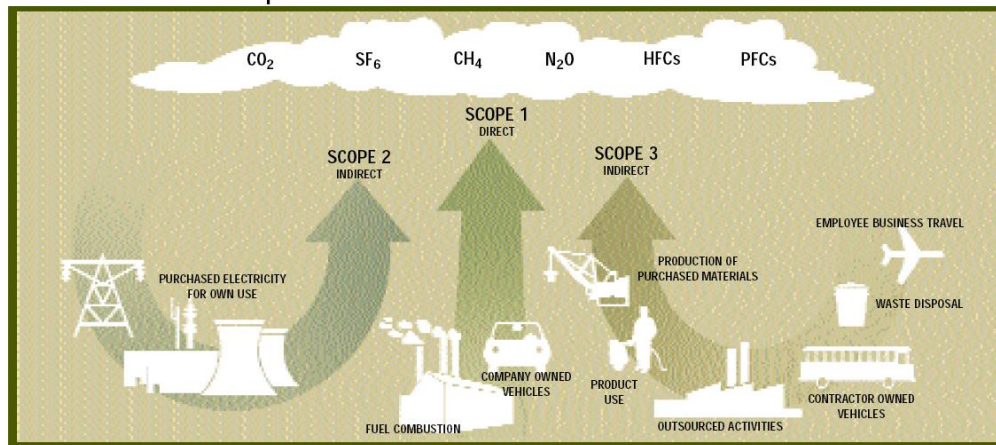 CO₂ SF₆ CH₄ N₂O HFCs PFCs
SCOPE 1
DIRECT
SCOPE 2
INDIRECT
SCOPE 3
INDIRECT
EMPLOYEE BUSINESS TRAVEL
PURCHASED ELECTRICITY
FOR OWN USE
PRODUCTION OF
PURCHASED MATERIALS
WASTE DISPOSAL
COMPANY OWNED
VEHICLES
PRODUCT
USE
CONTRACTOR OWNED
VEHICLES
FUEL COMBUSTION
OUTSOURCED ACTIVITIES